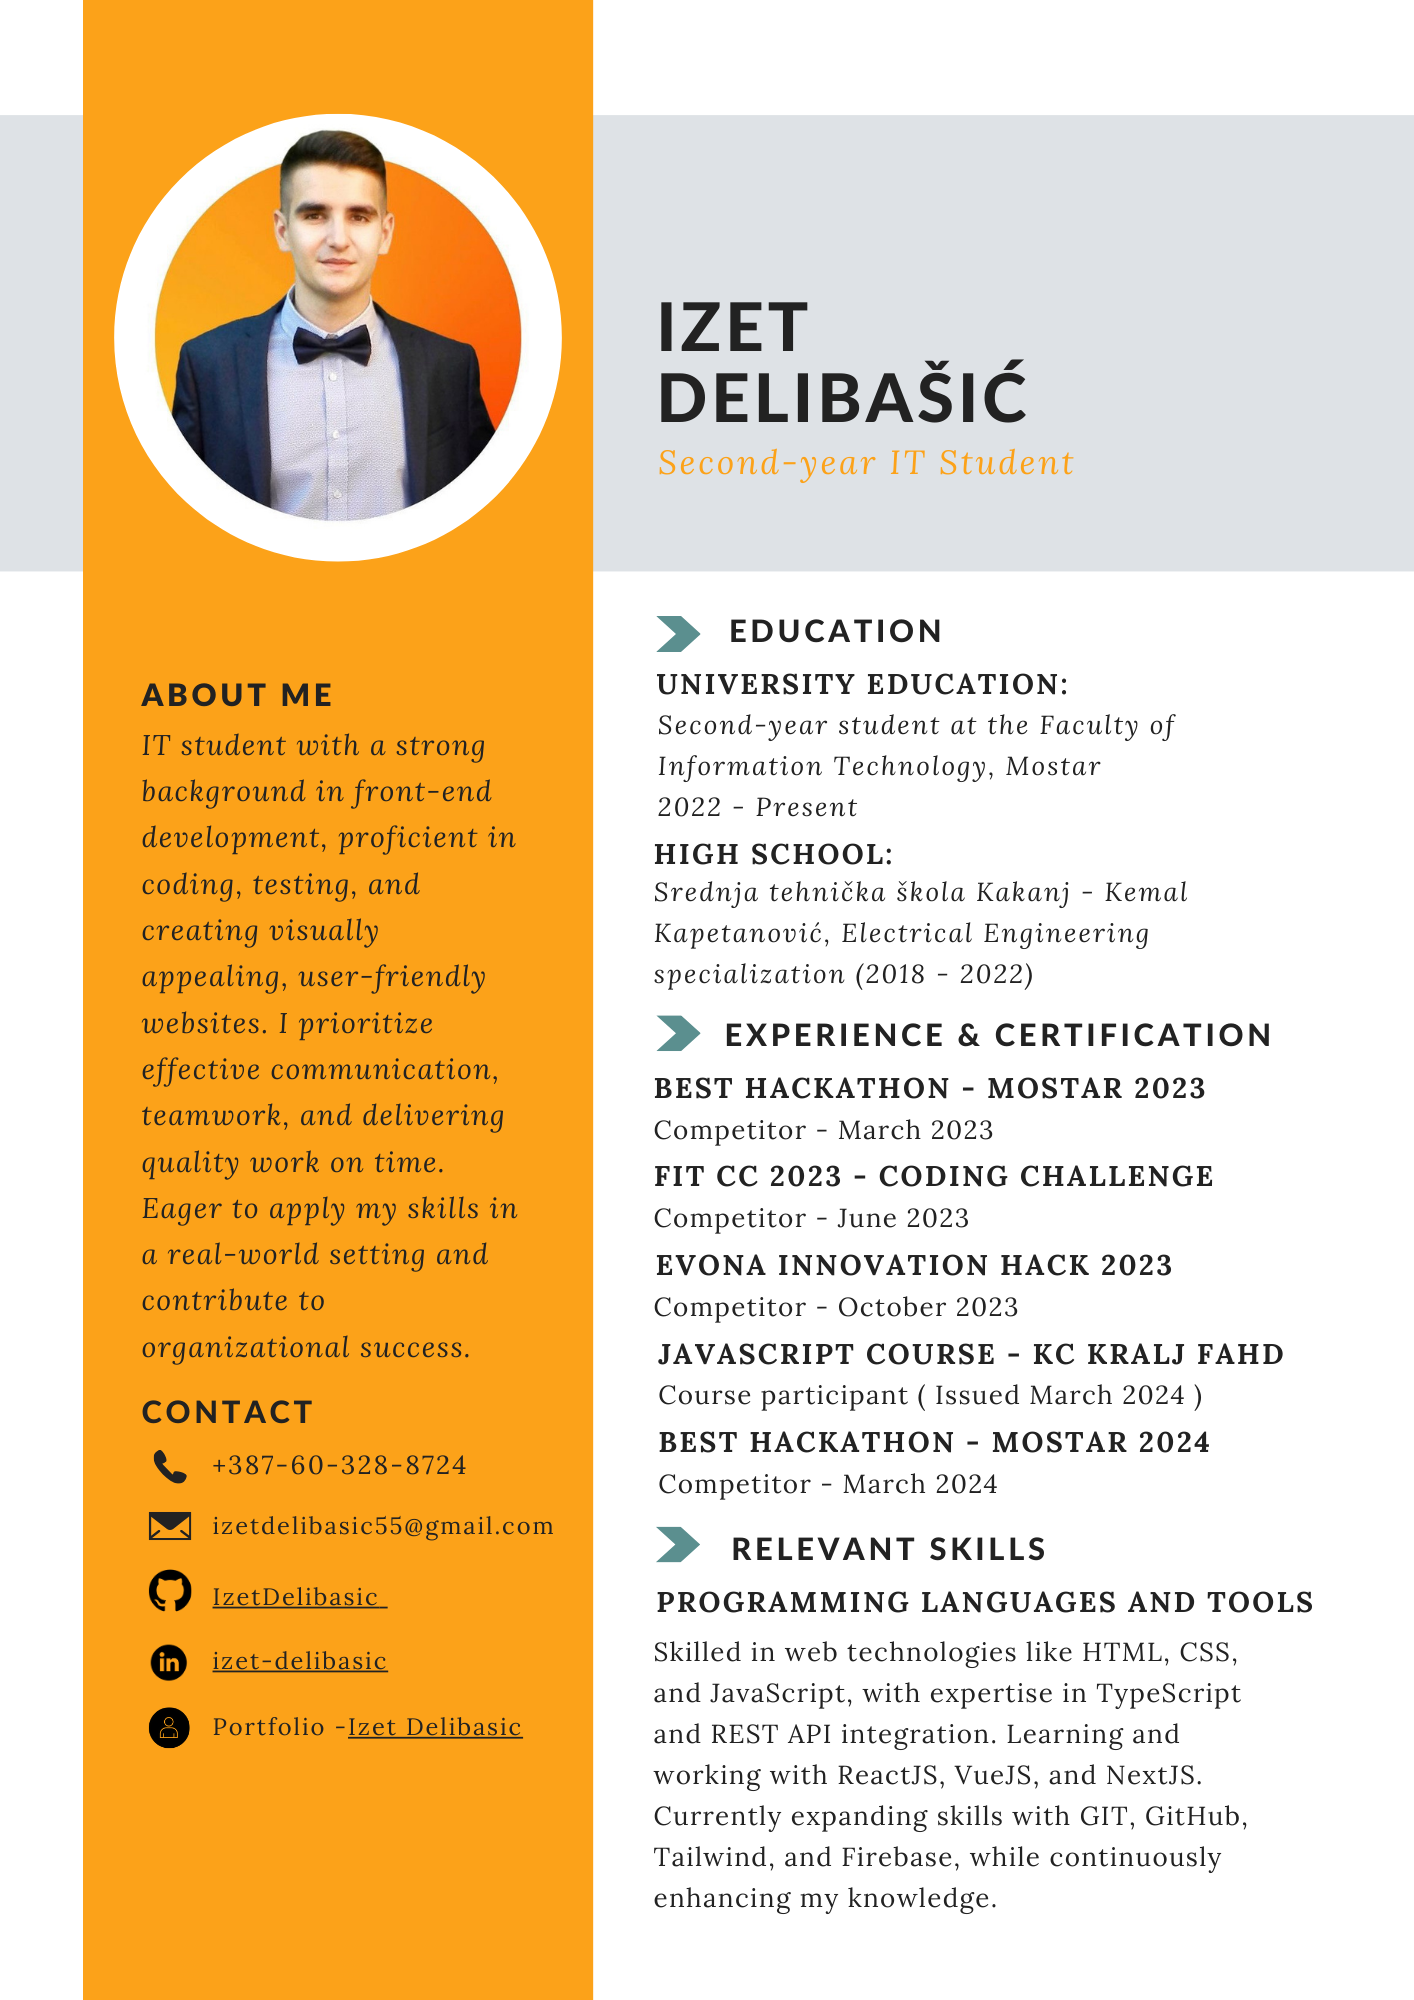 IZET
DELIBAŠIĆ
Second-year IT Student
ABOUT ME
IT student with a strong
background in front-end
development, proficient in
coding, testing, and
creating visually
appealing, user-friendly
websites. I prioritize
effective communication,
teamwork, and delivering
quality work on time.
Eager to apply my skills in
a real-world setting and
contribute to
organizational success.
CONTACT
+387-60-328-8724
izetdelibasic55@gmail.com
IzetDelibasic
izet-delibasic
Portfolio -Izet Delibasic
EDUCATION
UNIVERSITY EDUCATION:
Second-year student at the Faculty of
Information Technology, Mostar
2022 - Present
HIGH SCHOOL:
Srednja tehnička škola Kakanj - Kemal
Kapetanović, Electrical Engineering
specialization (2018 - 2022)
EXPERIENCE & CERTIFICATION
BEST HACKATHON - MOSTAR 2023
Competitor - March 2023
FIT CC 2023 - CODING CHALLENGE
Competitor - June 2023
EVONA INNOVATION HACK 2023
Competitor - October 2023
JAVASCRIPT COURSE - KC KRALJ FAHD
Course participant ( Issued March 2024 )
BEST HACKATHON - MOSTAR 2024
Competitor - March 2024
RELEVANT SKILLS
PROGRAMMING LANGUAGES AND TOOLS
Skilled in web technologies like HTML, CSS,
and JavaScript, with expertise in TypeScript
and REST API integration. Learning and
working with ReactJS, VueJS, and NextJS.
Currently expanding skills with GIT, GitHub,
Tailwind, and Firebase, while continuously
enhancing my knowledge.